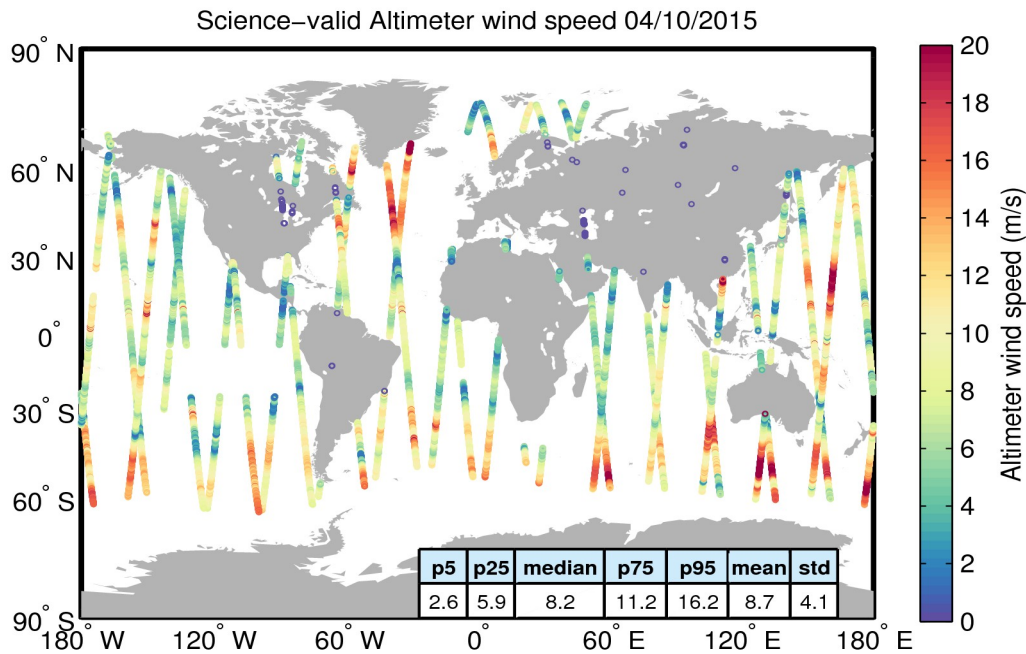 Science−valid Altimeter wind speed 04/10/2015
90° N
60° N
30° N
0°
30° S
60° S
90° S
180° W
120° W
60° W
0°
60° E
120° E
180° E
p5 p25 median p75 p95 mean std
2.6 5.9 8.2 11.2 16.2 8.7 4.1
20
18
16
14
12
10
8
6
4
2
0
Altimeter wind speed (m/s)